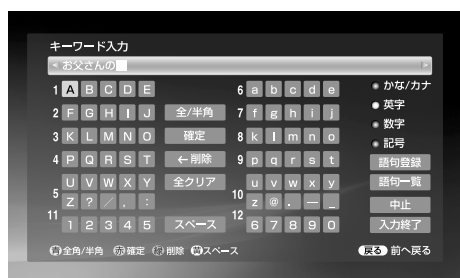 キーワード入力
お父さんの
1 A B C D E 6 a b c d e かな/カナ
2 F G H I J 全/半角 7 f g h i j 英字
数字
3 K L M N O 確定 8 k l m n o 記号
4 P Q R S T ←削除 9 p q r s t 語句登録
5 U V W X Y 全クリア 10 u v w x y 語句一覧
Z ? / . : z @ . — _ 中止
11 1 2 3 4 5 スペース 12 6 7 8 9 0 入力終了
青 全角/半角 赤 確定 緑 削除 黄 スペース 戻る 前へ戻る